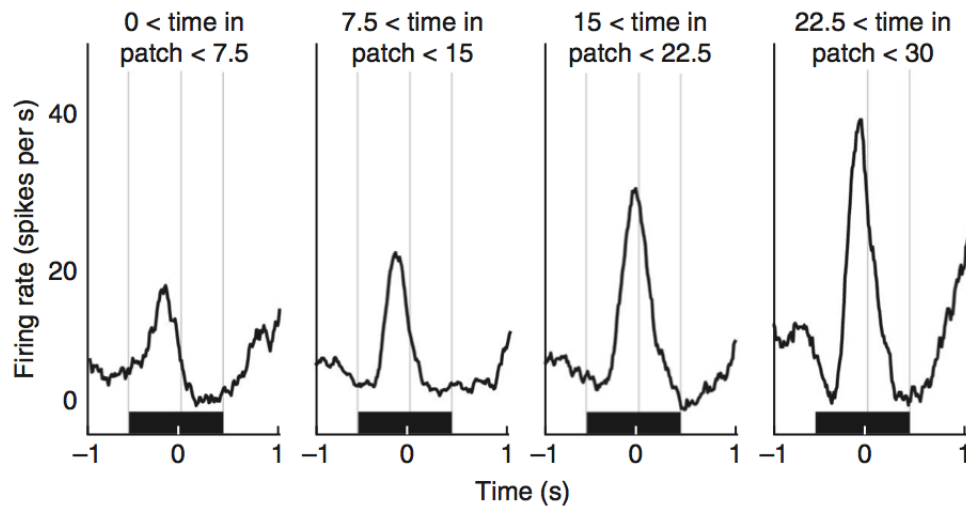 0 < time in
patch < 7.5
7.5 < time in
patch < 15
15 < time in
patch < 22.5
22.5 < time in
patch < 30
Firing rate (spikes per s)
40
20
0
−1 0 1
−1 0 1
−1 0 1
−1 0 1
Time (s)